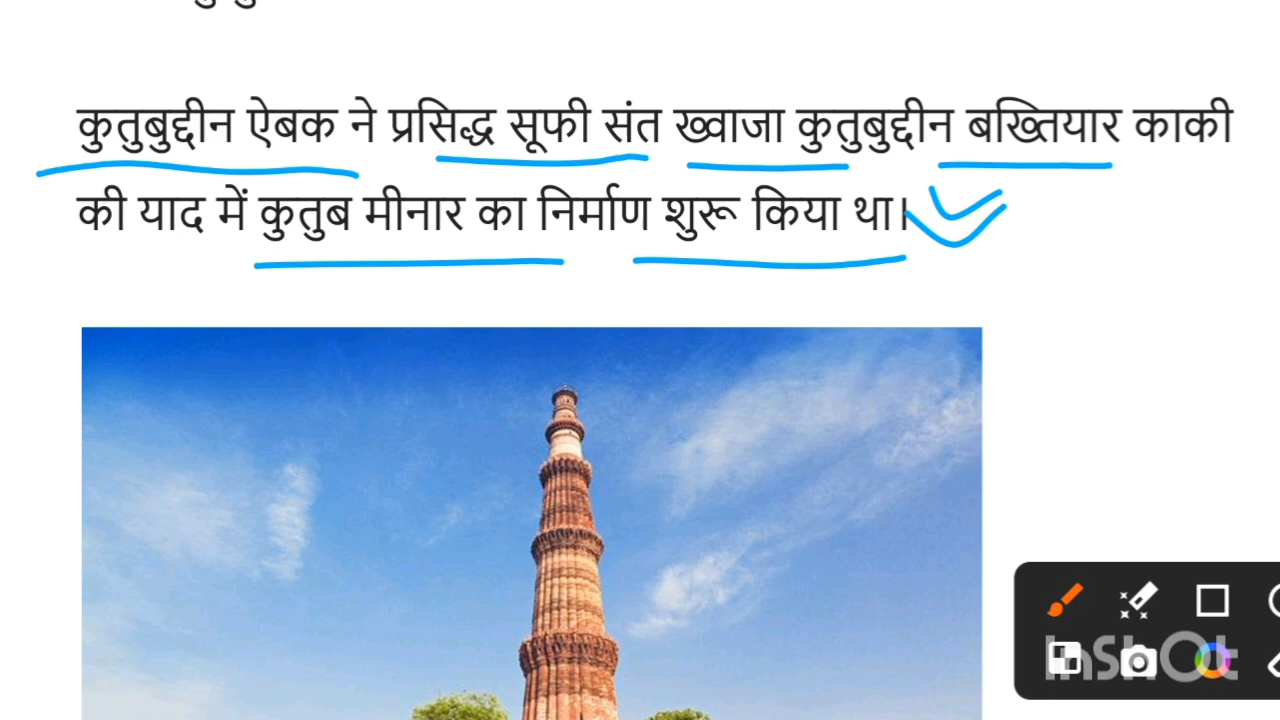 कुतुबुद्दीन ऐबक ने प्रसिद्ध सूफी संत ख्वाजा कुतुबुद्दीन बख्तियार काकी
की याद में कुतुब मीनार का निर्माण शुरू किया था।
InShOt